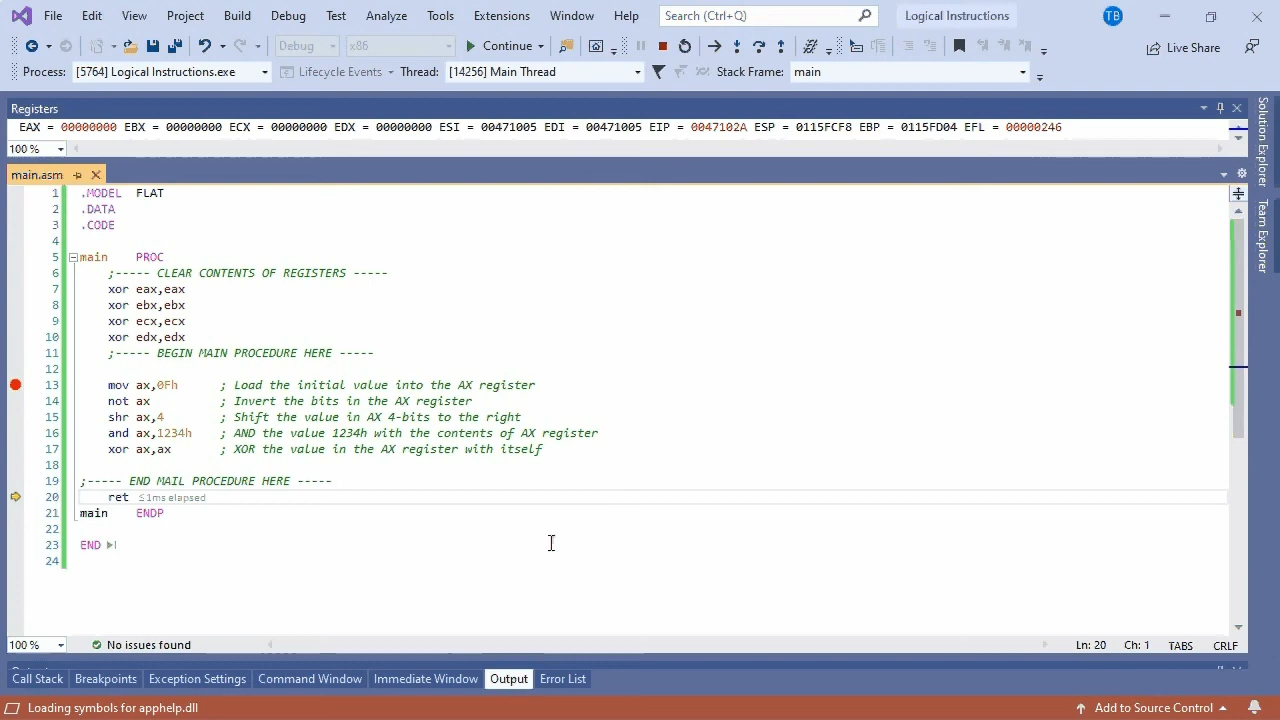 File Edit View Project Build Debug Test Analyze Tools Extensions Window Help Search (Ctrl+Q) Logical Instructions TB
Debug x86 Continue Live Share
Process: [5764] Logical Instructions.exe Lifecycle Events Thread: [14256] Main Thread Stack Frame: main
Registers
EAX = 00000000 EBX = 00000000 ECX = 00000000 EDX = 00000000 ESI = 00471005 EDI = 00471005 EIP = 0047102A ESP = 0115FCF8 EBP = 0115FD04 EFL = 00000246
100 %
main.asm
1 .MODEL FLAT
2 .DATA
3 .CODE
4
5 main PROC
6 ;----- CLEAR CONTENTS OF REGISTERS -----
7 xor eax,eax
8 xor ebx,ebx
9 xor ecx,ecx
10 xor edx,edx
11 ;----- BEGIN MAIN PROCEDURE HERE -----
12
13 mov ax,0Fh ; Load the initial value into the AX register
14 not ax ; Invert the bits in the AX register
15 shr ax,4 ; Shift the value in AX 4-bits to the right
16 and ax,1234h ; AND the value 1234h with the contents of AX register
17 xor ax,ax ; XOR the value in the AX register with itself
18
19 ;----- END MAIL PROCEDURE HERE -----
20 ret ≤1ms elapsed
21 main ENDP
22
23 END
24
100 % No issues found Ln: 20 Ch: 1 TABS CRLF
Call Stack Breakpoints Exception Settings Command Window Immediate Window Output Error List
Loading symbols for apphelp.dll Add to Source Control
Solution Explorer
Team Explorer